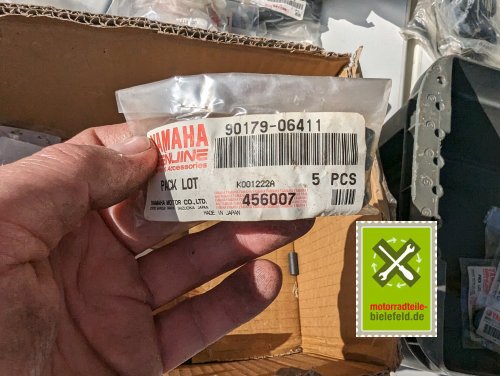 YAMAHA
90179-06411
GENUINE
PACK LOT
K001222A
5 PCS
YAMAHA MOTOR CO.,LTD.
456007
MADE IN JAPAN
motorradteile-
bielefeld.de